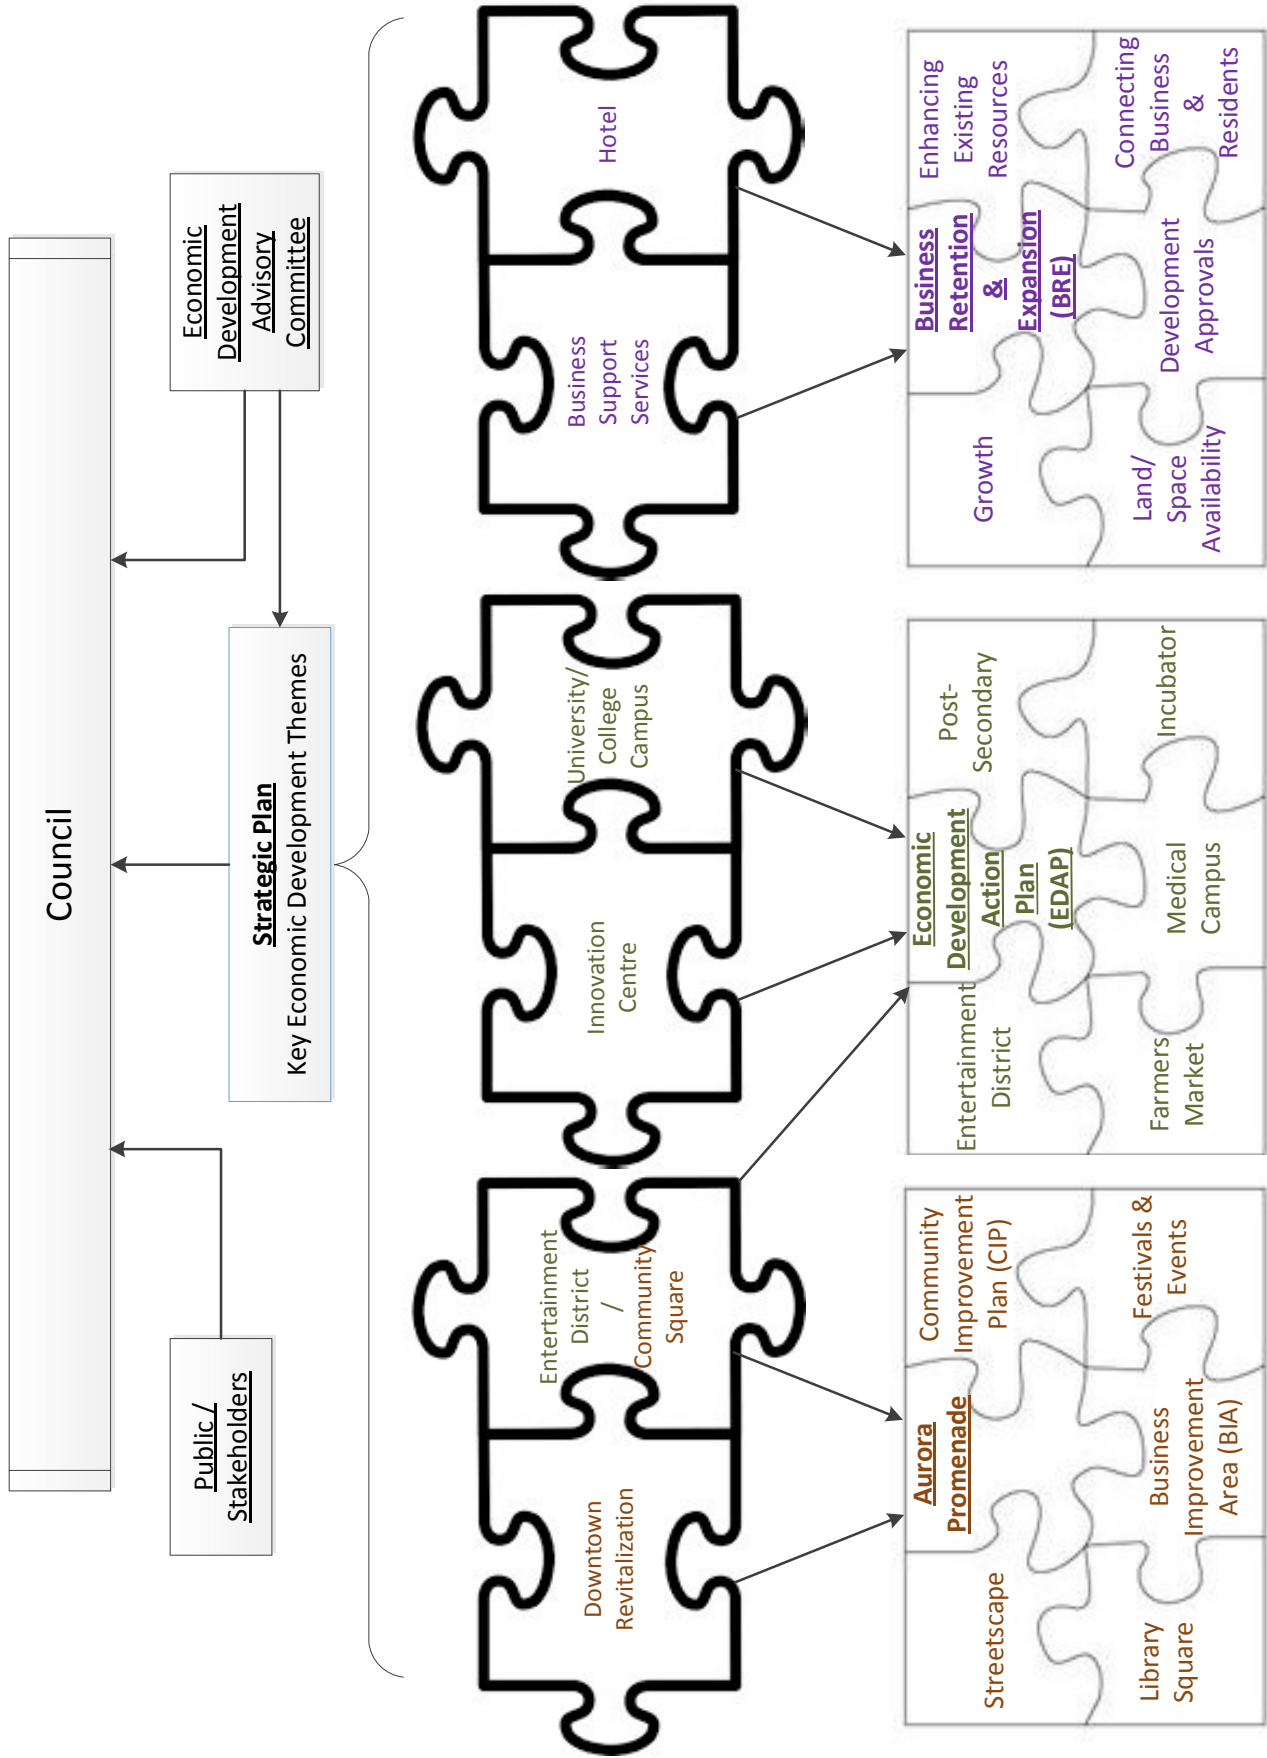 Council
Public /
Stakeholders
Strategic Plan
Key Economic Development Themes
Economic
Development
Advisory
Committee
Downtown
Revitalization
Entertainment
District
/
Community
Square
Innovation
Centre
University/
College
Campus
Business
Support
Services
Hotel
Streetscape
Aurora
Promenade
Community
Improvement
Plan (CIP)
Library
Square
Business
Improvement
Area (BIA)
Festivals &
Events
Entertainment
District
Economic
Development
Action
Plan
(EDAP)
Post-
Secondary
Farmers
Market
Medical
Campus
Incubator
Growth
Business
Retention
&
Expansion
(BRE)
Enhancing
Existing
Resources
Land/
Space
Availability
Development
Approvals
Connecting
Business
&
Residents